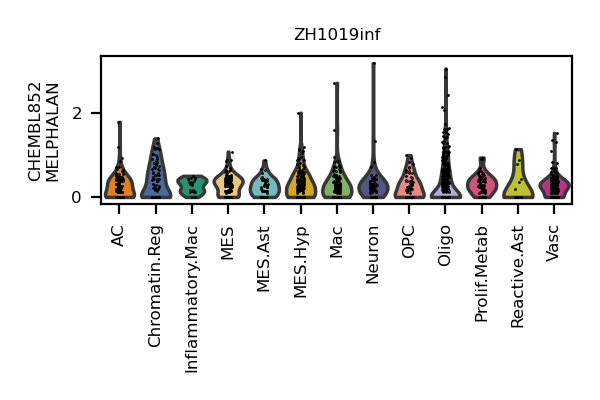 ZH1019inf
CHEMBL852
MELPHALAN
2
0
AC
Chromatin.Reg
Inflammatory.Mac
MES
MES.Ast
MES.Hyp
Mac
Neuron
OPC
Oligo
Prolif.Metab
Reactive.Ast
Vasc